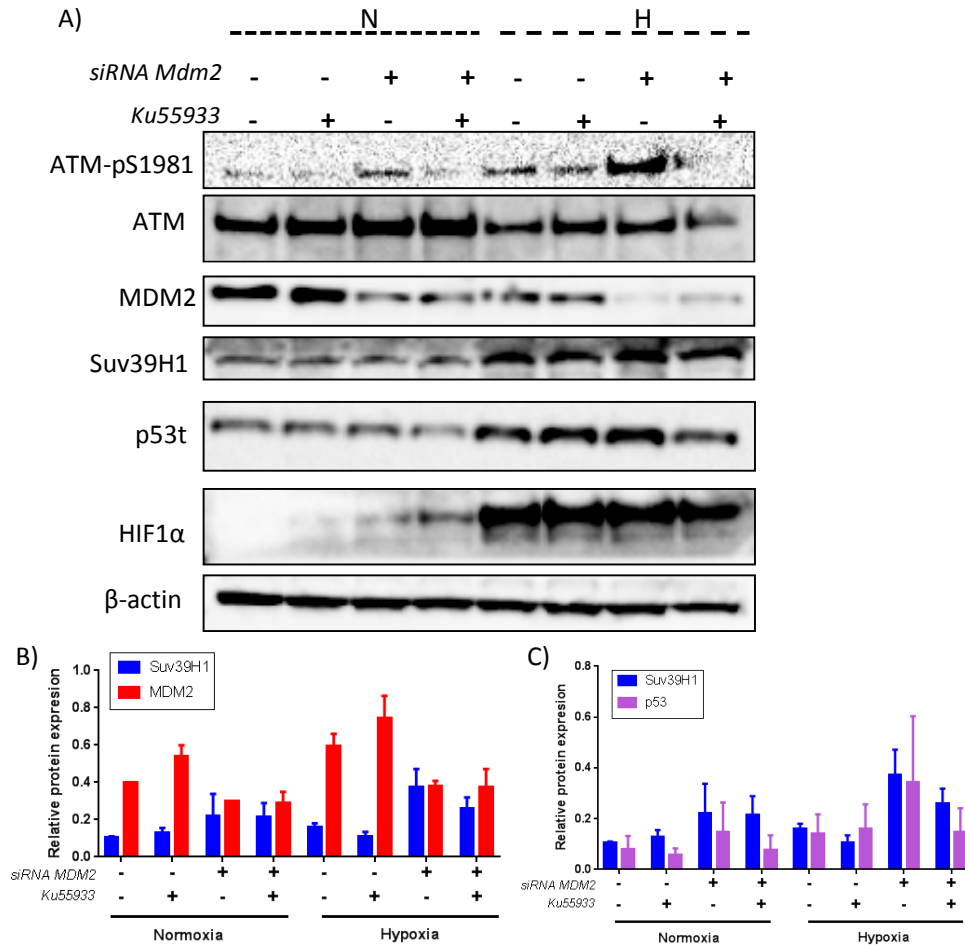 A)
N H
siRNA Mdm2 - - + + - - + +
Ku55933 - + - + - + - +
ATM-pS1981
ATM
MDM2
Suv39H1
p53t
HIF1α
β-actin
B)
Relative protein expresion
1.0
0.8
0.6
0.4
0.2
0.0
Suv39H1
MDM2
siRNA MDM2 - - + + - - + +
Ku55933 - + - + - + - +
Normoxia Hypoxia
C)
Relative protein expresion
0.8
0.6
0.4
0.2
0.0
Suv39H1
p53
siRNA MDM2 - - + + - - + +
Ku55933 - + - + - + - +
Normoxia Hypoxia